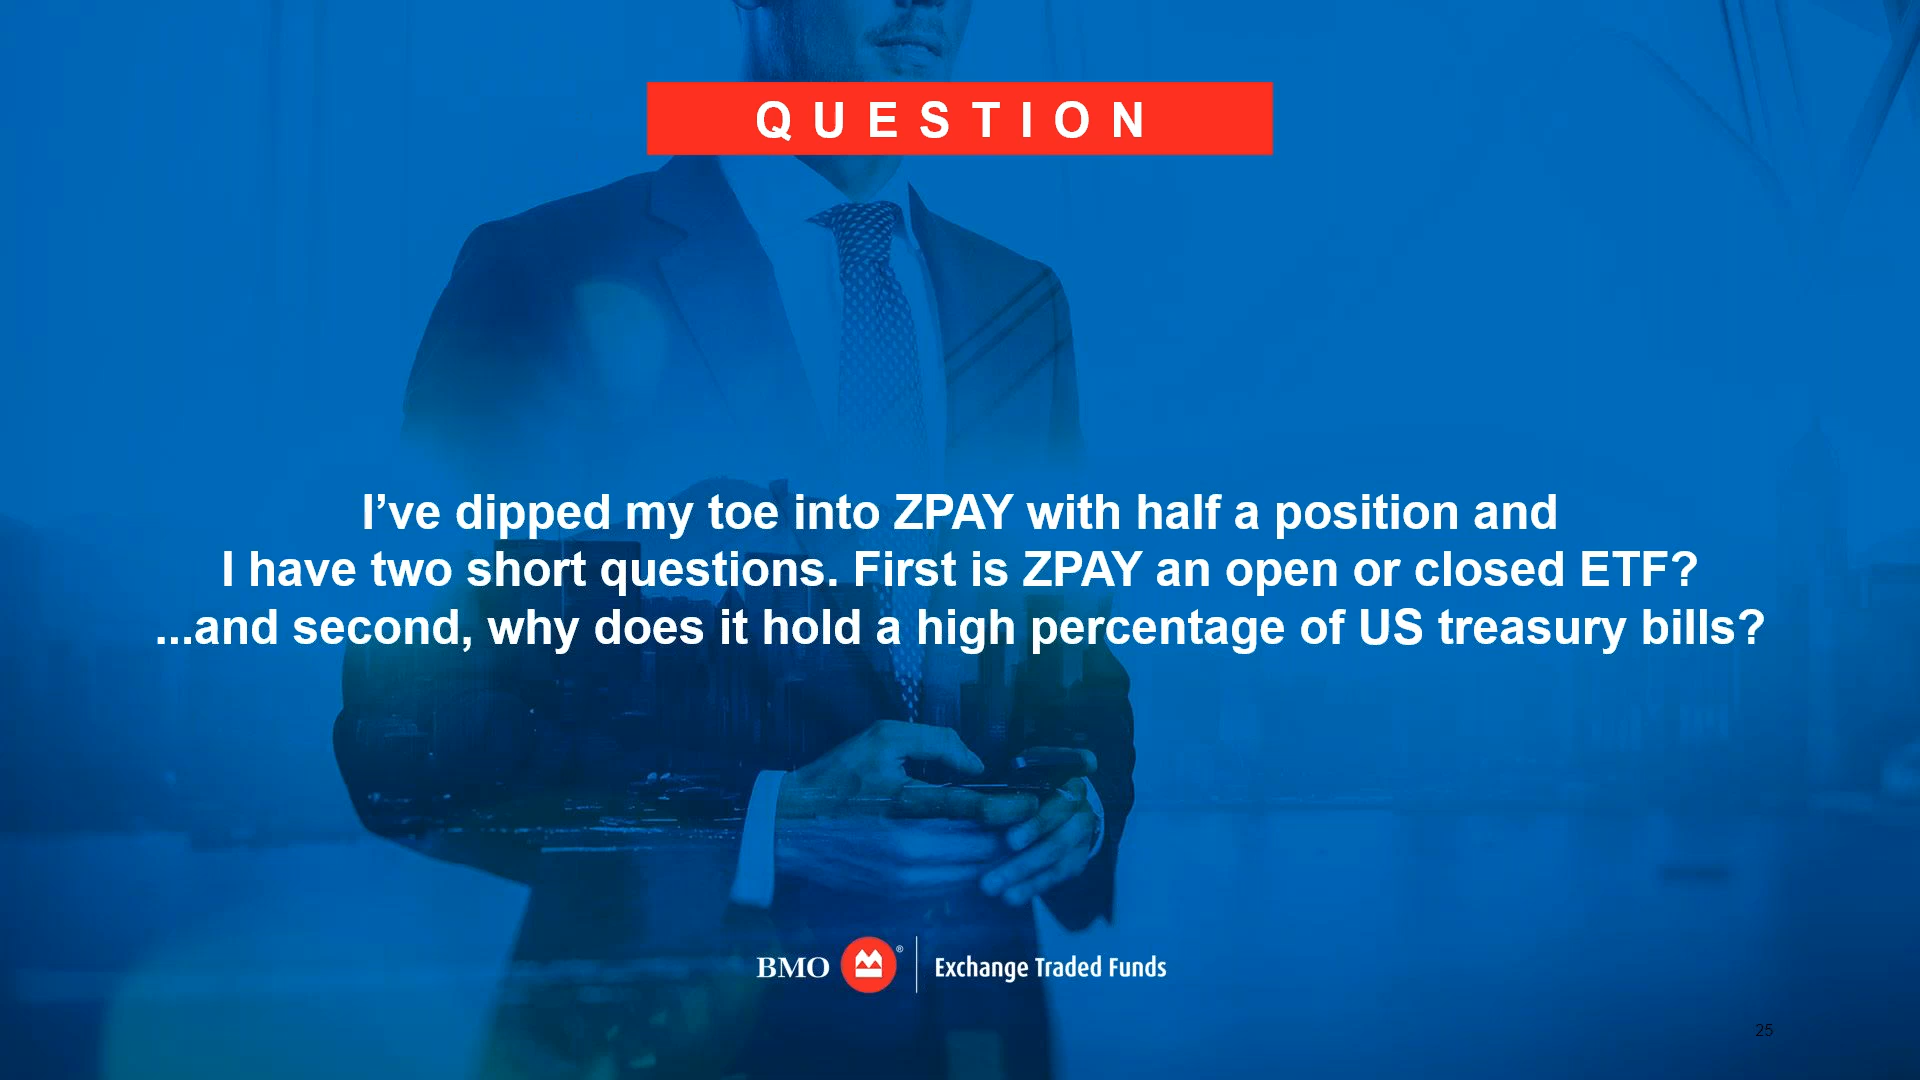 QUESTION
I’ve dipped my toe into ZPAY with half a position and
I have two short questions. First is ZPAY an open or closed ETF?
...and second, why does it hold a high percentage of US treasury bills?
BMO ® Exchange Traded Funds
25